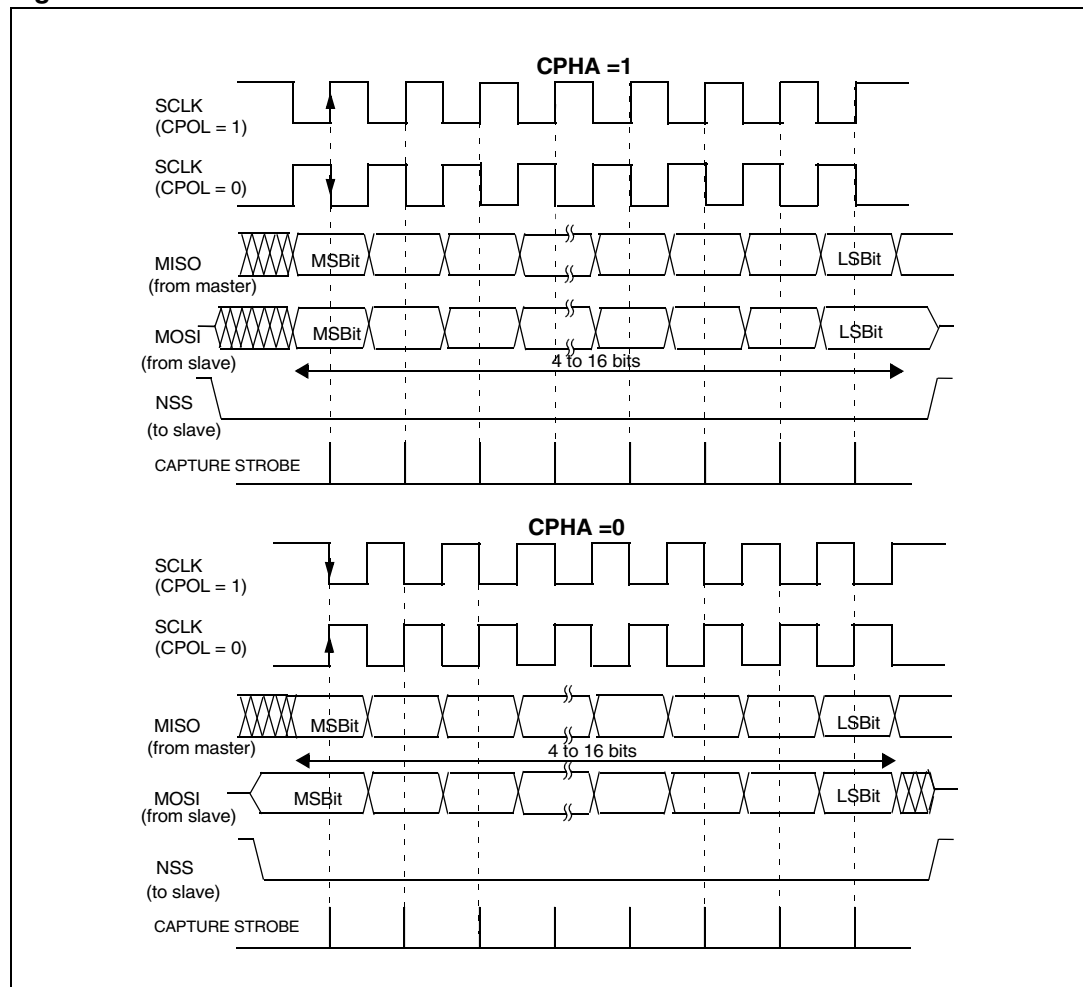 CPHA =1
SCLK
(CPOL = 1)
SCLK
(CPOL = 0)
MISO
(from master)
MSBit
LSBit
MOSI
(from slave)
MSBit
LSBit
4 to 16 bits
NSS
(to slave)
CAPTURE STROBE
CPHA =0
SCLK
(CPOL = 1)
SCLK
(CPOL = 0)
MISO
(from master)
MSBit
LSBit
4 to 16 bits
MOSI
(from slave)
MSBit
LSBit
NSS
(to slave)
CAPTURE STROBE